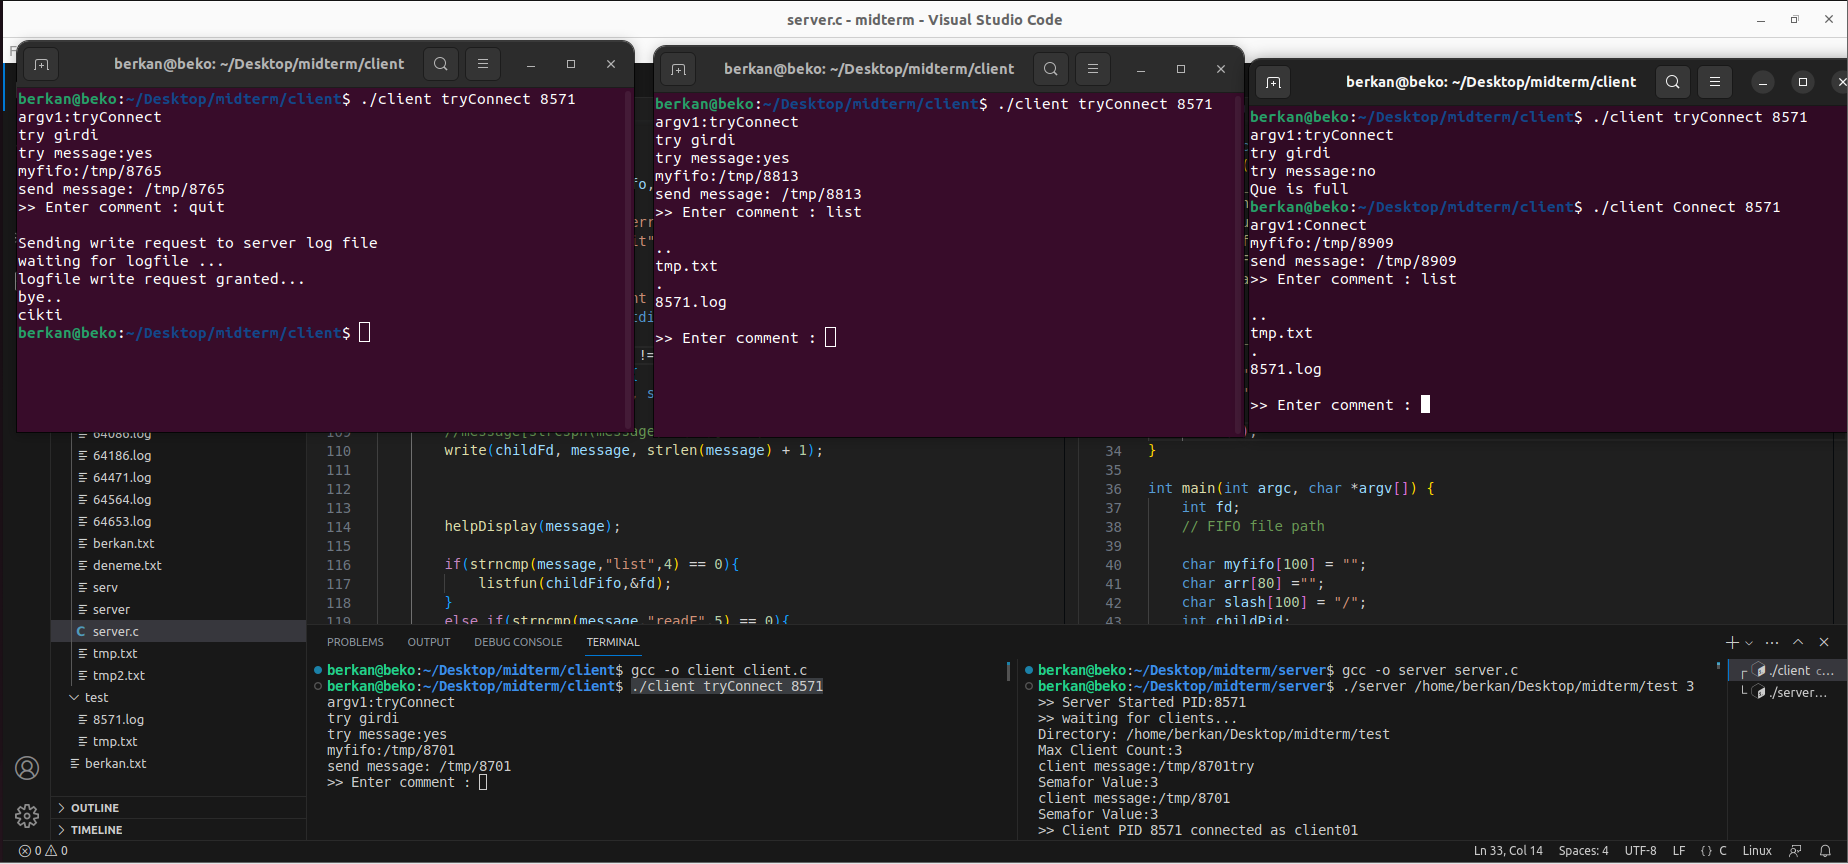 server.c - midterm - Visual Studio Code
berkan@beko: ~/Desktop/midterm/client
berkan@beko:~/Desktop/midterm/client$ ./client tryConnect 8571
argv1:tryConnect
try girdi
try message:yes
myfifo:/tmp/8765
send message: /tmp/8765
>> Enter comment : quit
Sending write request to server log file
waiting for logfile ...
logfile write request granted...
bye..
cikti
berkan@beko:~/Desktop/midterm/client$
berkan@beko: ~/Desktop/midterm/client
berkan@beko:~/Desktop/midterm/client$ ./client tryConnect 8571
argv1:tryConnect
try girdi
try message:yes
myfifo:/tmp/8813
send message: /tmp/8813
>> Enter comment : list
..
tmp.txt
.
8571.log
>> Enter comment :
berkan@beko: ~/Desktop/midterm/client
berkan@beko:~/Desktop/midterm/client$ ./client tryConnect 8571
argv1:tryConnect
try girdi
try message:no
Que is full
berkan@beko:~/Desktop/midterm/client$ ./client Connect 8571
argv1:Connect
myfifo:/tmp/8909
send message: /tmp/8909
>> Enter comment : list
..
tmp.txt
.
8571.log
>> Enter comment :
64086.log
64186.log
64471.log
64564.log
64653.log
berkan.txt
deneme.txt
serv
server
C server.c
tmp.txt
tmp2.txt
test
8571.log
tmp.txt
berkan.txt
OUTLINE
TIMELINE
109 //message[strcspn(message
110 write(childFd, message, strlen(message) + 1);
111
112
113
114 helpDisplay(message);
115
116 if(strncmp(message,"list",4) == 0){
117 listfun(childFifo,&fd);
118 }
119 else if(strncmp(message,"readF",5) == 0){
34 }
35
36 int main(int argc, char *argv[]) {
37 int fd;
38 // FIFO file path
39
40 char myfifo[100] = "";
41 char arr[80] ="";
42 char slash[100] = "/";
43 int childPid;
PROBLEMS OUTPUT DEBUG CONSOLE TERMINAL
berkan@beko:~/Desktop/midterm/client$ gcc -o client client.c
berkan@beko:~/Desktop/midterm/client$ ./client tryConnect 8571
argv1:tryConnect
try girdi
try message:yes
myfifo:/tmp/8701
send message: /tmp/8701
>> Enter comment :
berkan@beko:~/Desktop/midterm/server$ gcc -o server server.c
berkan@beko:~/Desktop/midterm/server$ ./server /home/berkan/Desktop/midterm/test 3
>> Server Started PID:8571
>> waiting for clients...
Directory: /home/berkan/Desktop/midterm/test
Max Client Count:3
client message:/tmp/8701try
Semafor Value:3
client message:/tmp/8701
Semafor Value:3
>> Client PID 8571 connected as client01
./client c...
./server...
0 0
Ln 33, Col 14 Spaces: 4 UTF-8 LF {} C Linux